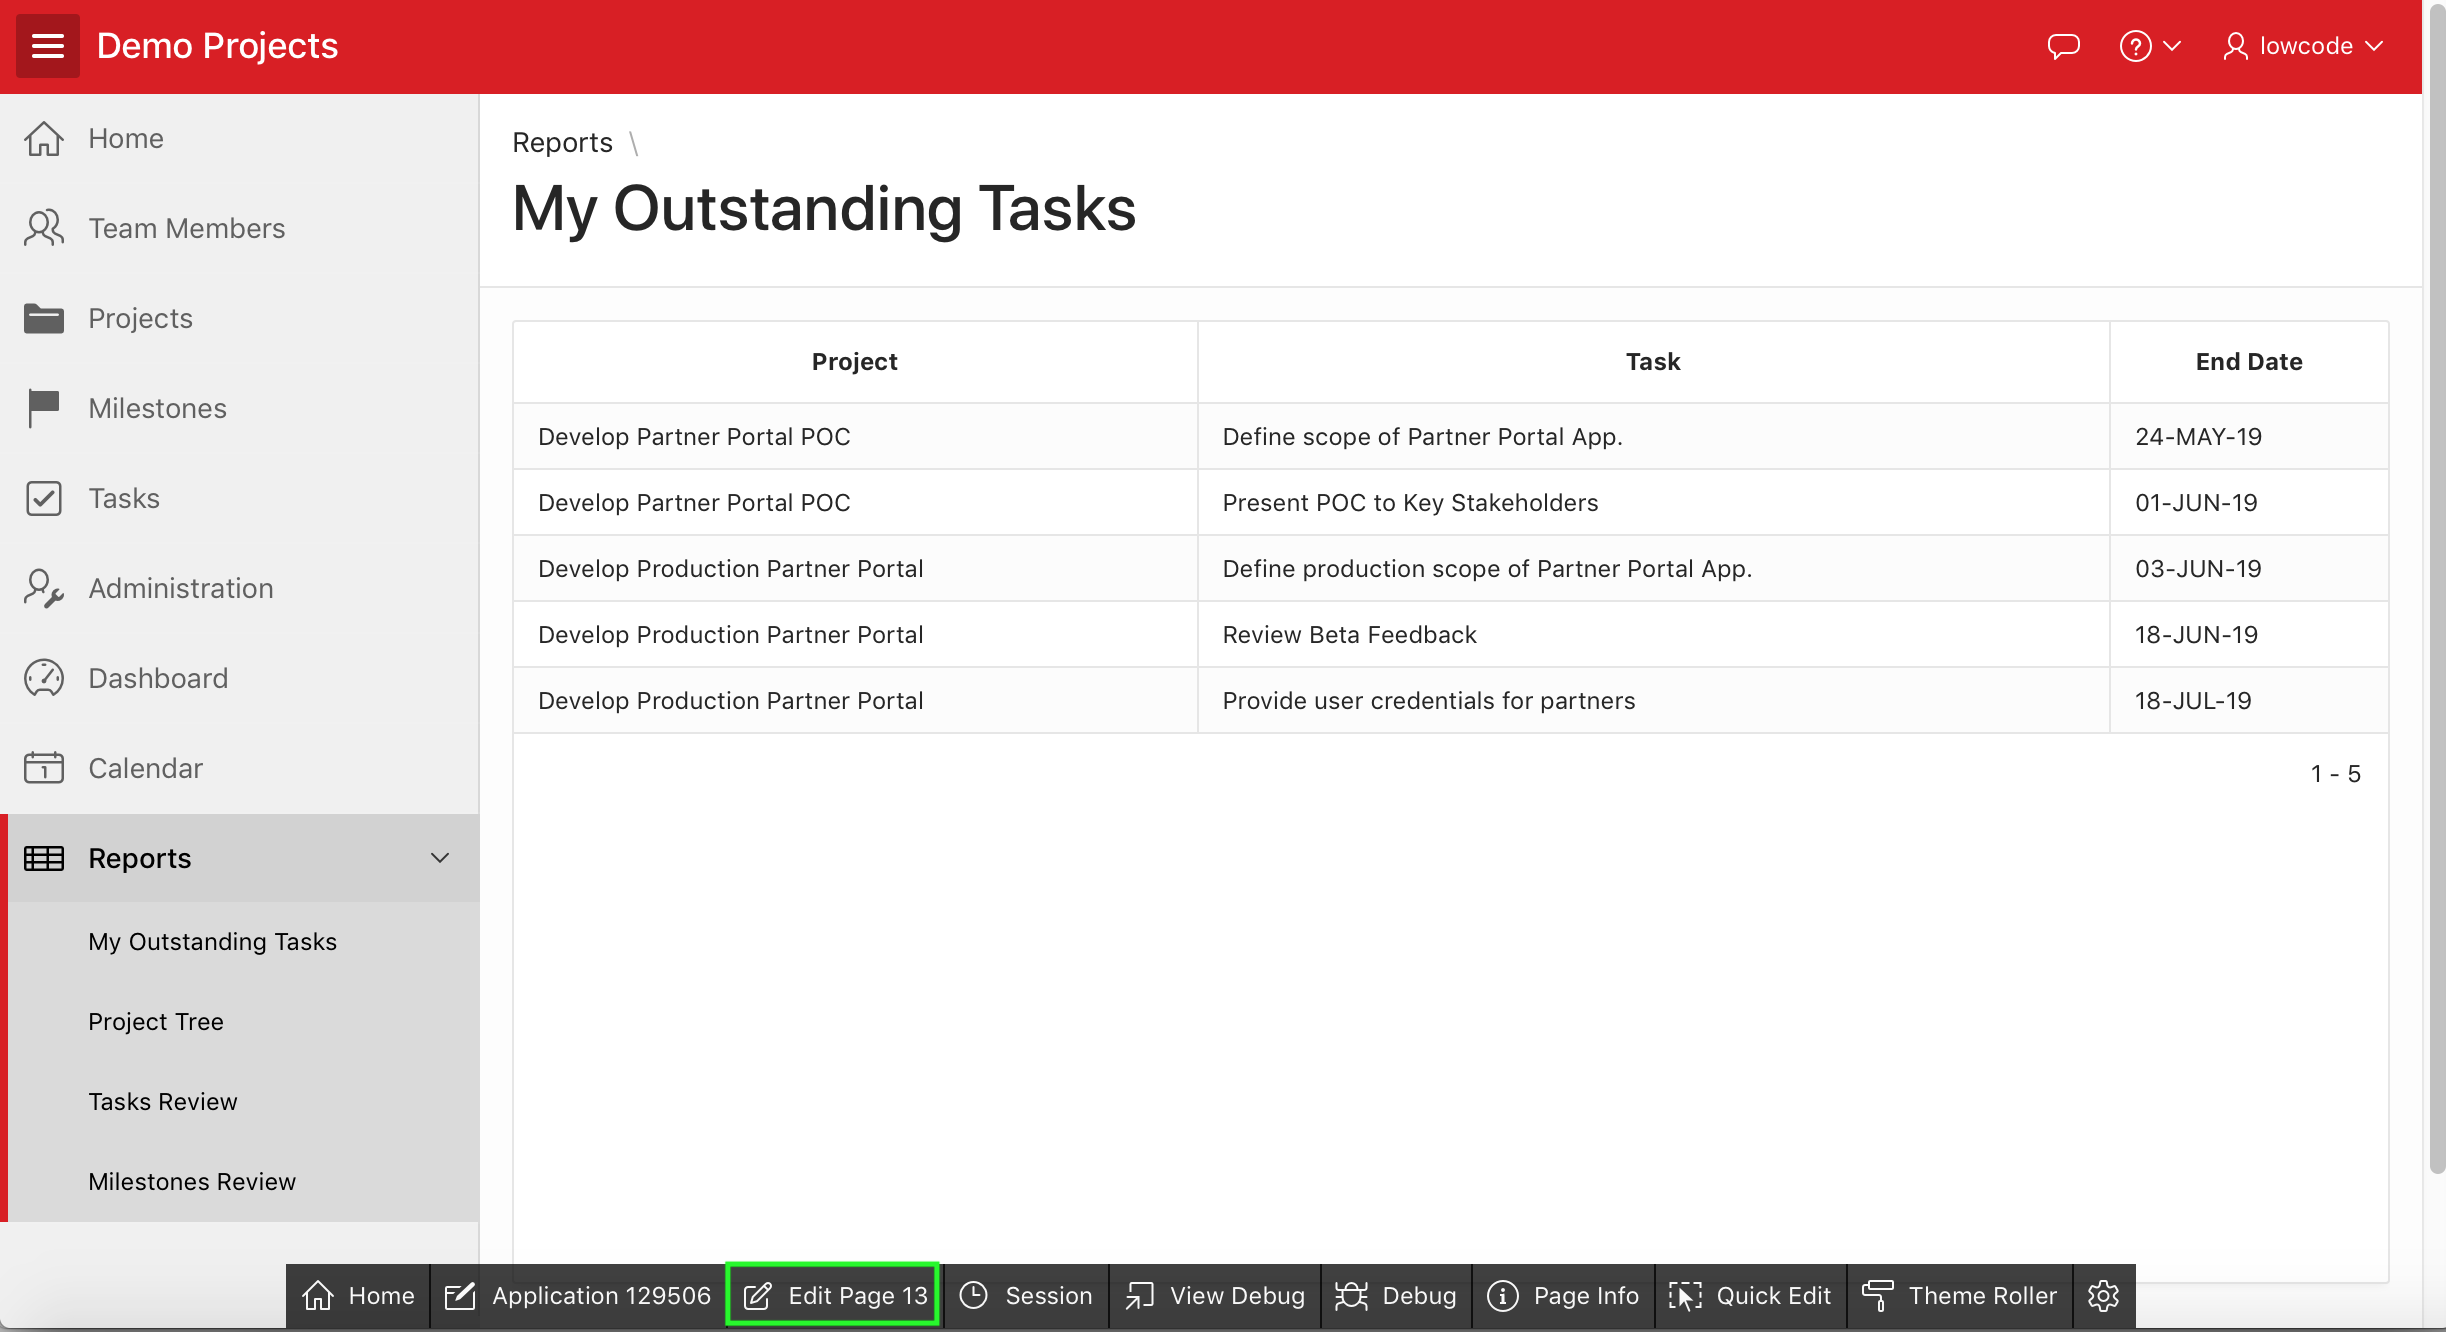 Demo Projects
? lowcode
Home
Team Members
Projects
Milestones
Tasks
Administration
Dashboard
1 Calendar
Reports
My Outstanding Tasks
Project Tree
Tasks Review
Milestones Review
Reports \
My Outstanding Tasks
Project Task End Date
Develop Partner Portal POC Define scope of Partner Portal App. 24-MAY-19
Develop Partner Portal POC Present POC to Key Stakeholders 01-JUN-19
Develop Production Partner Portal Define production scope of Partner Portal App. 03-JUN-19
Develop Production Partner Portal Review Beta Feedback 18-JUN-19
Develop Production Partner Portal Provide user credentials for partners 18-JUL-19
1 - 5
Home Application 129506 Edit Page 13 Session View Debug Debug i Page Info Quick Edit Theme Roller